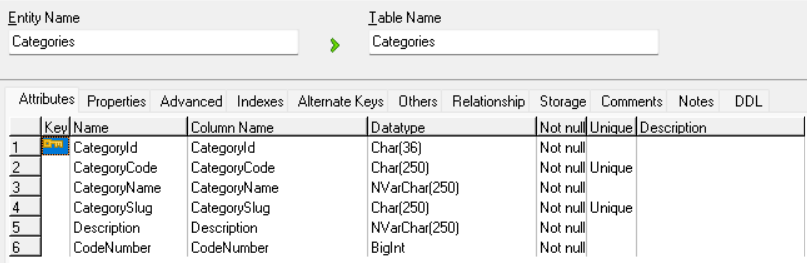 Entity Name Table Name
Categories Categories
Attributes Properties Advanced Indexes Alternate Keys Others Relationship Storage Comments Notes DDL
Key Name Column Name Datatype Not null Unique Description
1 CategoryId CategoryId Char(36) Not null
2 CategoryCode CategoryCode Char(250) Not null Unique
3 CategoryName CategoryName NVarChar(250) Not null
4 CategorySlug CategorySlug Char(250) Not null Unique
5 Description Description NVarChar(250) Not null
6 CodeNumber CodeNumber BigInt Not null